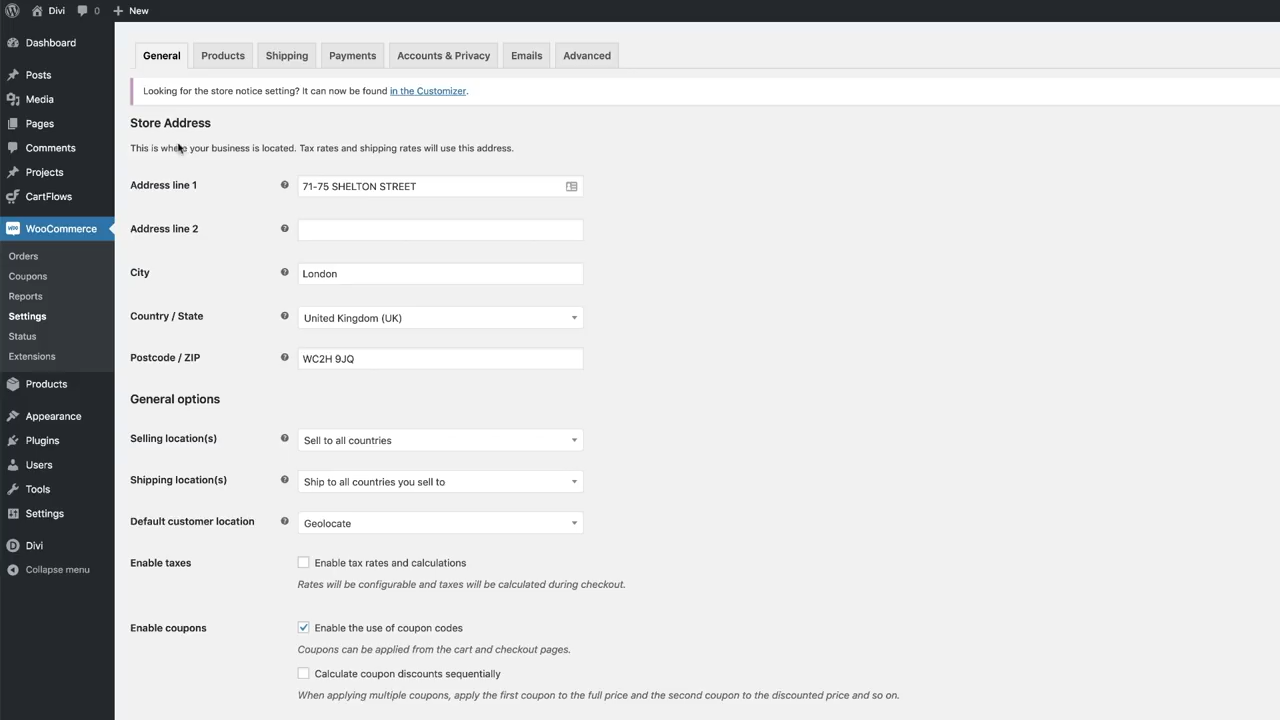 Divi 0 New
Dashboard
Posts
Media
Pages
Comments
Projects
CartFlows
WooCommerce
Orders
Coupons
Reports
Settings
Status
Extensions
Products
Appearance
Plugins
Users
Tools
Settings
Divi
Collapse menu
General Products Shipping Payments Accounts & Privacy Emails Advanced
Looking for the store notice setting? It can now be found in the Customizer.
Store Address
This is where your business is located. Tax rates and shipping rates will use this address.
Address line 1 71-75 SHELTON STREET
Address line 2
City London
Country / State United Kingdom (UK)
Postcode / ZIP WC2H 9JQ
General options
Selling location(s) Sell to all countries
Shipping location(s) Ship to all countries you sell to
Default customer location Geolocate
Enable taxes Enable tax rates and calculations
Rates will be configurable and taxes will be calculated during checkout.
Enable coupons Enable the use of coupon codes
Coupons can be applied from the cart and checkout pages.
Calculate coupon discounts sequentially
When applying multiple coupons, apply the first coupon to the full price and the second coupon to the discounted price and so on.